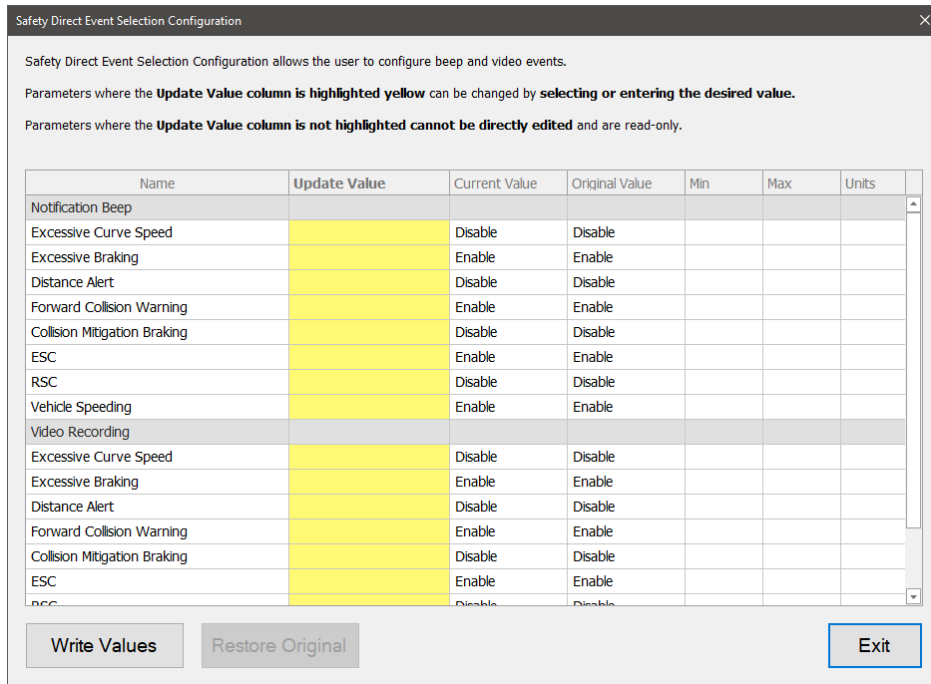 Safety Direct Event Selection Configuration
Safety Direct Event Selection Configuration allows the user to configure beep and video events.
Parameters where the Update Value column is highlighted yellow can be changed by selecting or entering the desired value.
Parameters where the Update Value column is not highlighted cannot be directly edited and are read-only.
Name Update Value Current Value Original Value Min Max Units
Notification Beep
Excessive Curve Speed Disable Disable
Excessive Braking Enable Enable
Distance Alert Disable Disable
Forward Collision Warning Enable Enable
Collision Mitigation Braking Disable Disable
ESC Enable Enable
RSC Disable Disable
Vehicle Speeding Enable Enable
Video Recording
Excessive Curve Speed Disable Disable
Excessive Braking Enable Enable
Distance Alert Disable Disable
Forward Collision Warning Enable Enable
Collision Mitigation Braking Disable Disable
ESC Enable Enable
RSC Disable Disable
Write Values Restore Original Exit